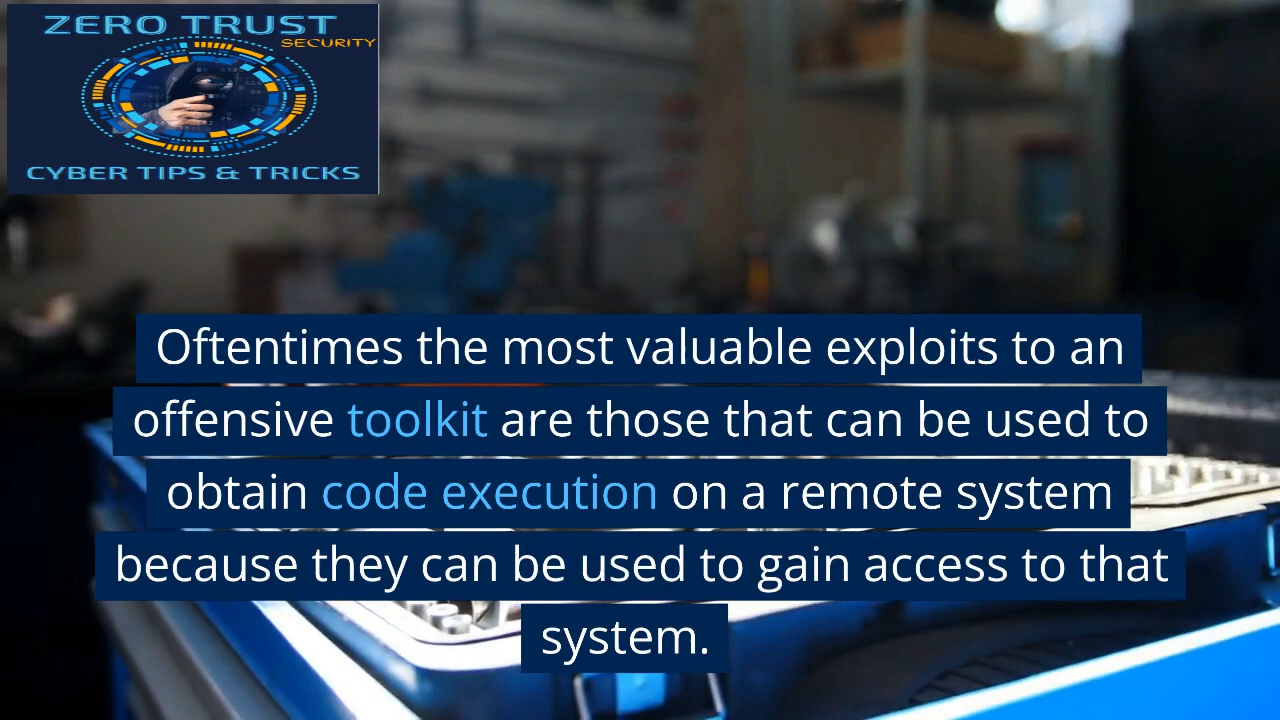 ZERO TRUST
SECURITY
CYBER TIPS & TRICKS
Oftentimes the most valuable exploits to an
offensive toolkit are those that can be used to
obtain code execution on a remote system
because they can be used to gain access to that
system.